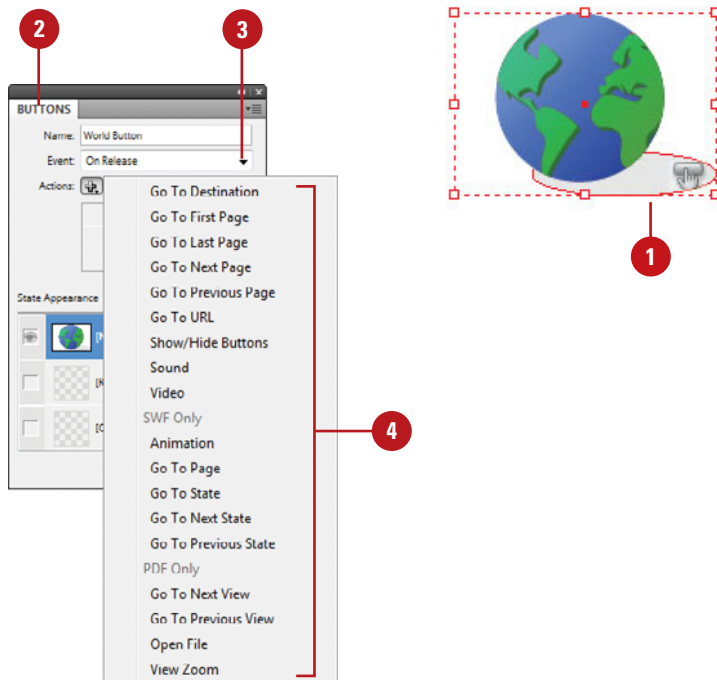 2
3
BUTTONS
Name: World Button
Event: On Release
Actions:
Go To Destination
Go To First Page
Go To Last Page
Go To Next Page
Go To Previous Page
State Appearance
Go To URL
Show/Hide Buttons
Sound
Video
SWF Only
Animation
Go To Page
Go To State
Go To Next State
Go To Previous State
PDF Only
Go To Next View
Go To Previous View
Open File
View Zoom
4
1